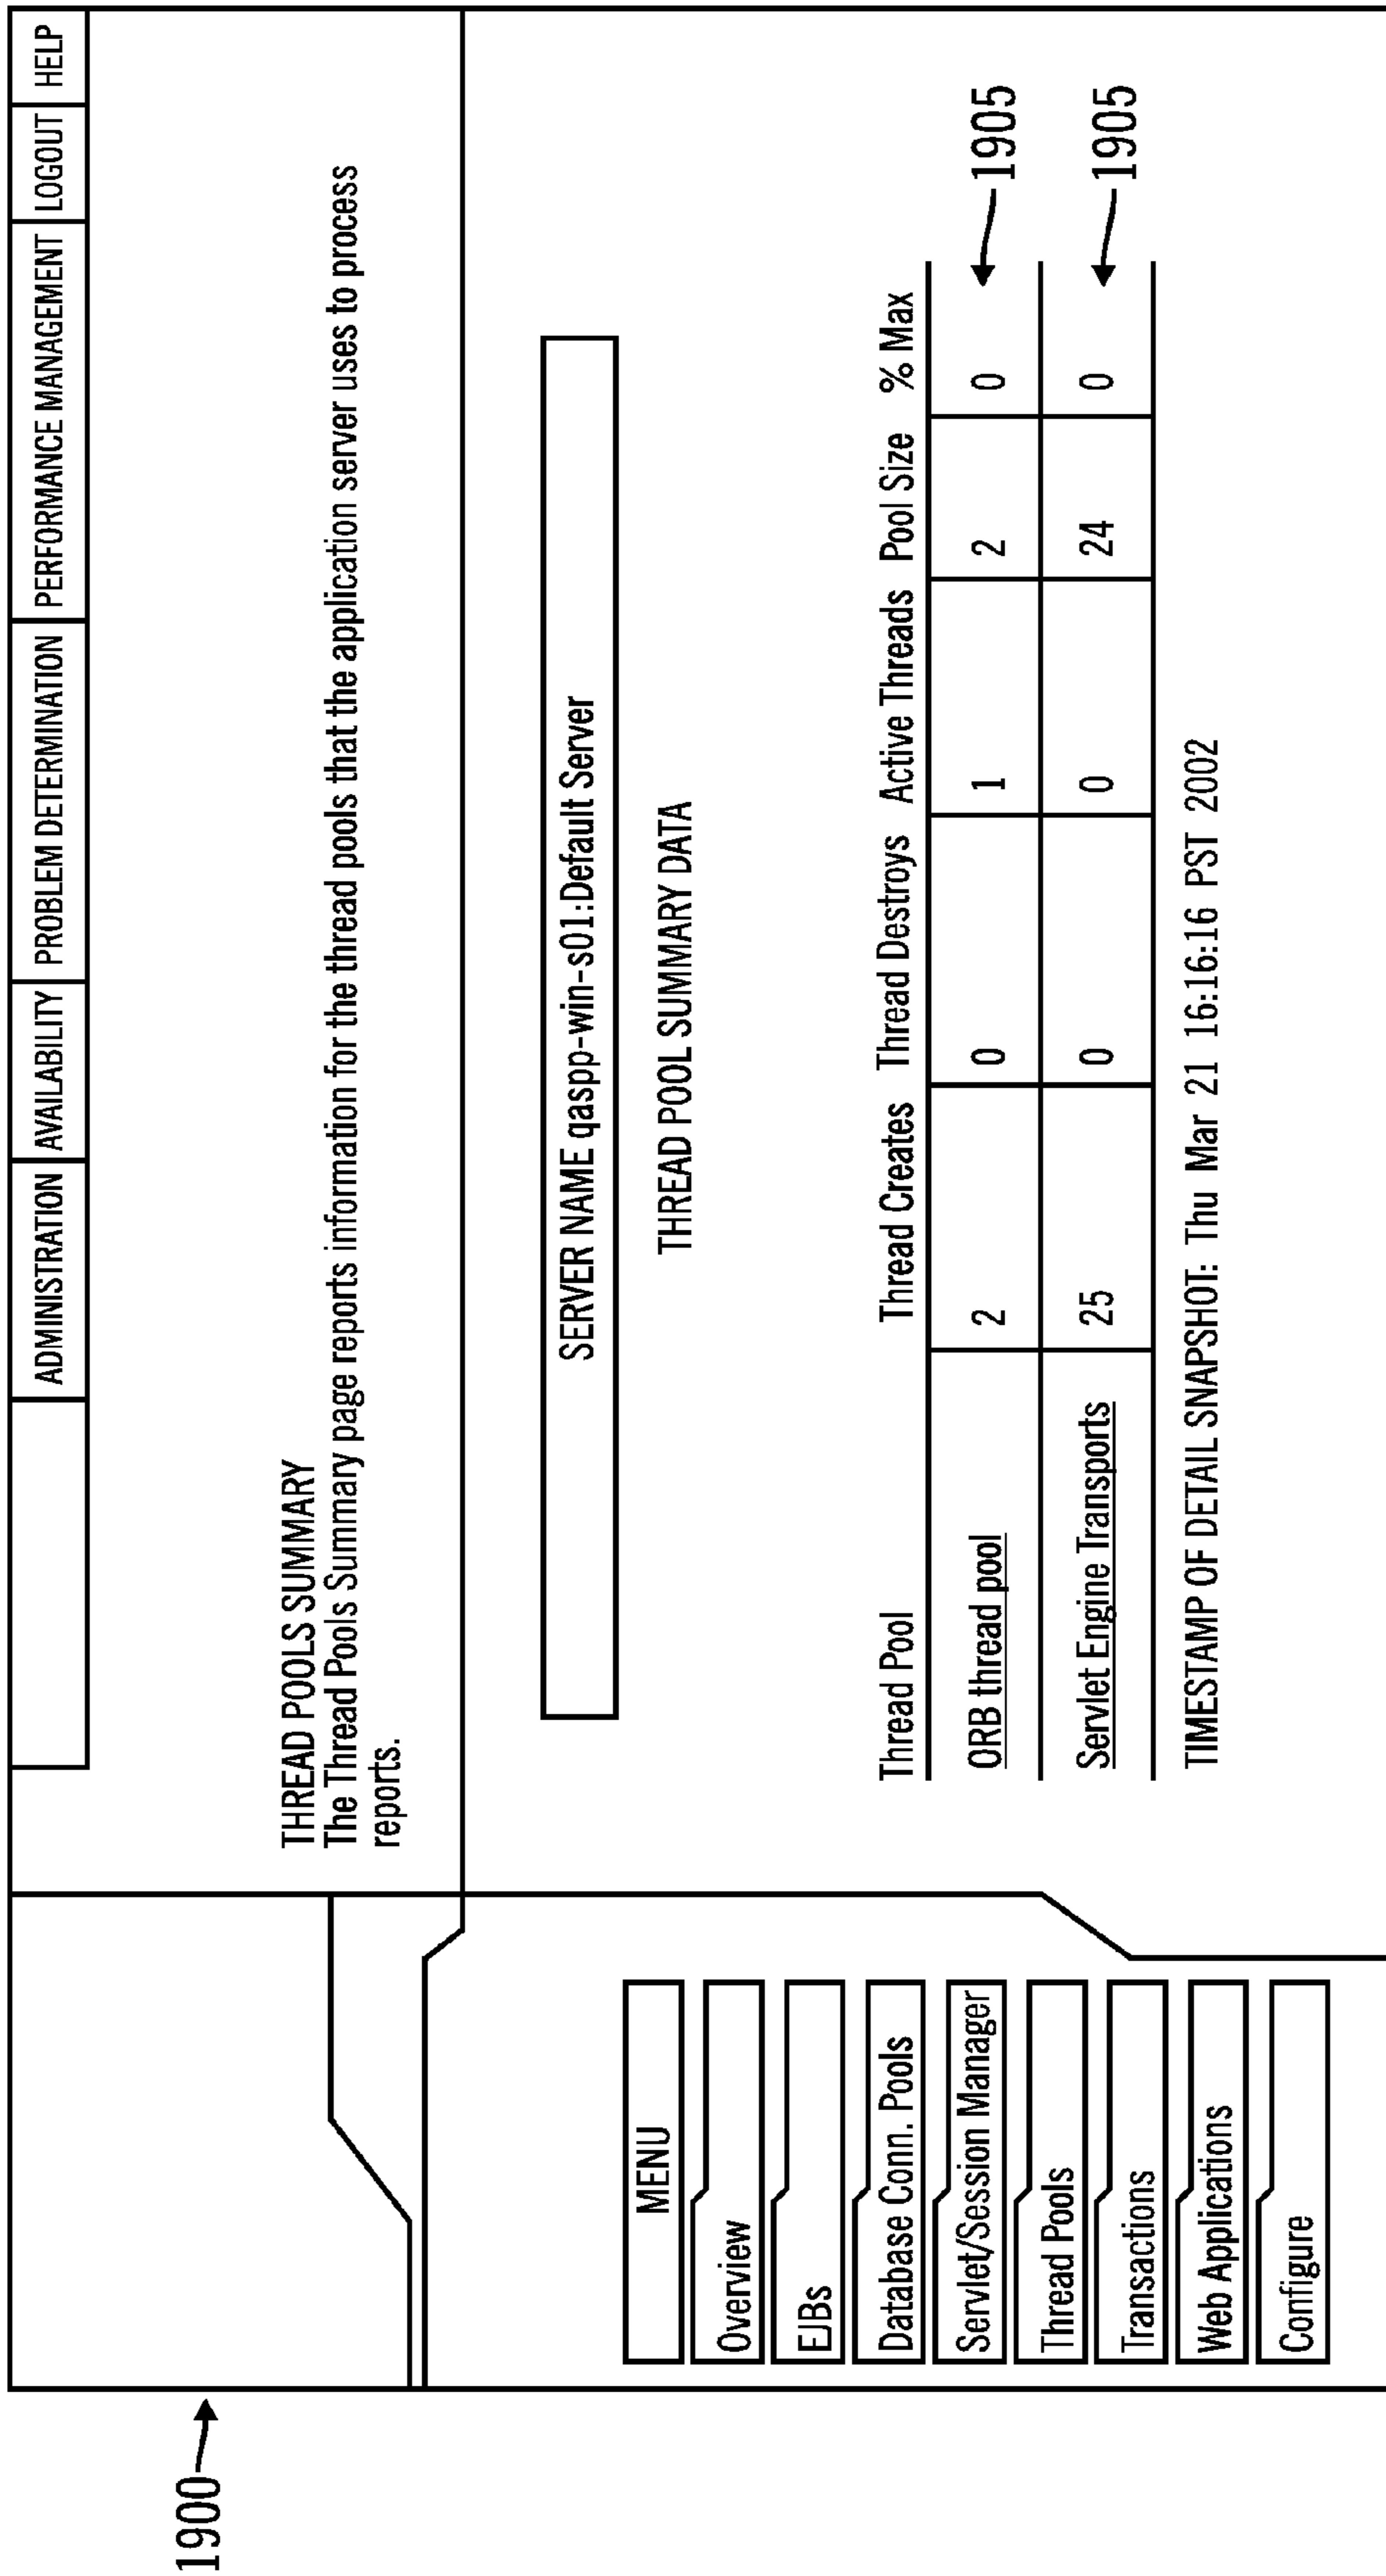 1900
ADMINISTRATION AVAILABILITY PROBLEM DETERMINATION PERFORMANCE MANAGEMENT LOGOUT HELP
THREAD POOLS SUMMARY
The Thread Pools Summary page reports information for the thread pools that the application server uses to process
reports.
MENU
Overview
EJBs
Database Conn. Pools
Servlet/Session Manager
Thread Pools
Transactions
Web Applications
Configure
SERVER NAME qaspp-win-s01:Default Server
THREAD POOL SUMMARY DATA
Thread Pool Thread Creates Thread Destroys Active Threads Pool Size % Max
ORB thread pool 2 0 1 2 0 1905
Servlet Engine Transports 25 0 0 24 0 1905
TIMESTAMP OF DETAIL SNAPSHOT: Thu Mar 21 16:16:16 PST 2002